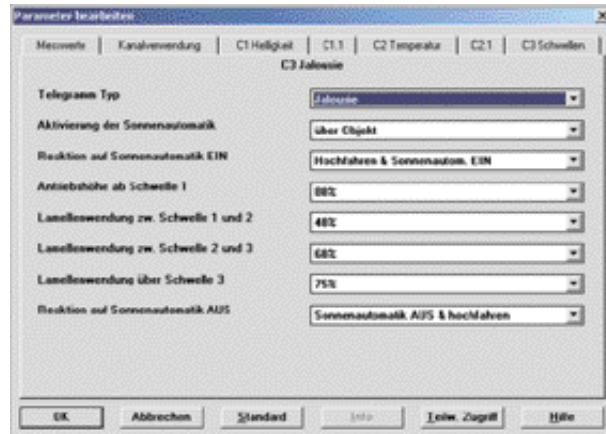 Parameter bearbeiten
Messwerte Kanalverwendung C1 Helligkeit C1.1 C2 Temperatur C2.1 C3 Schwellen
C3 Jalousie
Telegramm Typ Jalousie
Aktivierung der Sonnenautomatik über Objekt
Reaktion auf Sonnenautomatik EIN Hochfahren & Sonnenautom. EIN
Antriebshöhe ab Schwelle 1 80%
Lamellenwendung zw. Schwelle 1 und 2 40%
Lamellenwendung zw. Schwelle 2 und 3 60%
Lamellenwendung über Schwelle 3 75%
Reaktion auf Sonnenautomatik AUS Sonnenautomatik AUS & hochfahren
OK Abbrechen Standard Info Teilw. Zugriff Hilfe